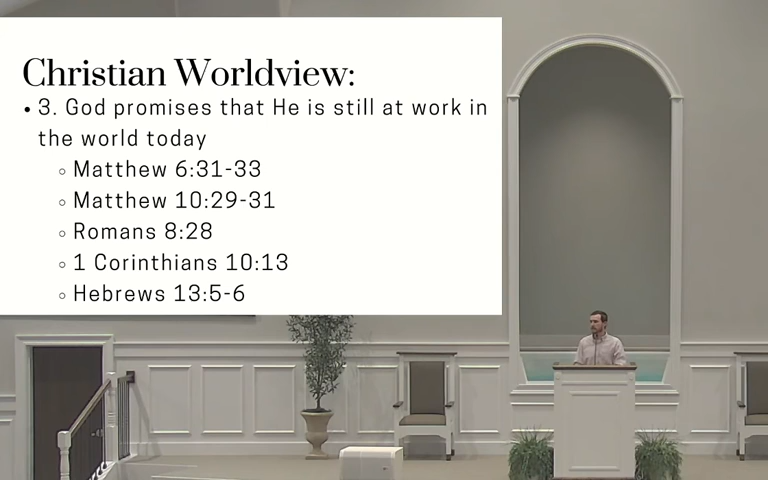 Christian Worldview:
• 3. God promises that He is still at work in
the world today
◦ Matthew 6:31-33
◦ Matthew 10:29-31
◦ Romans 8:28
◦ 1 Corinthians 10:13
◦ Hebrews 13:5-6